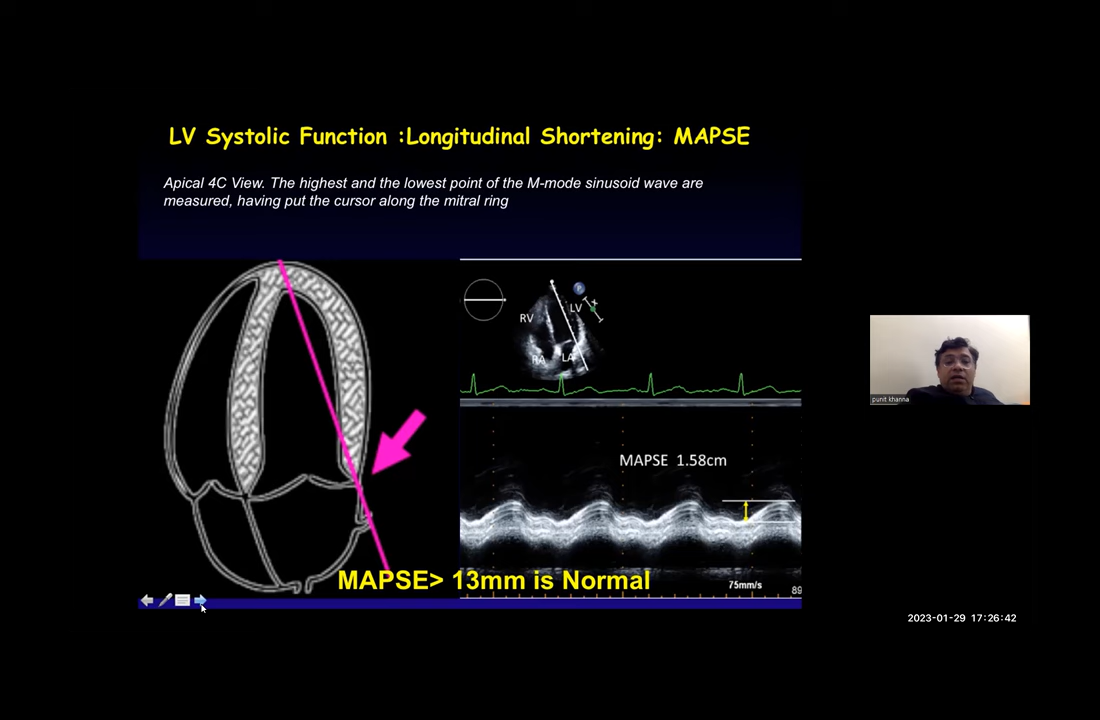 LV Systolic Function :Longitudinal Shortening: MAPSE
Apical 4C View. The highest and the lowest point of the M-mode sinusoid wave are
measured, having put the cursor along the mitral ring
P
RV
LV
RA
LA
MAPSE 1.58cm
MAPSE> 13mm is Normal
75mm/s
89
punit khanna
2023-01-29 17:26:42